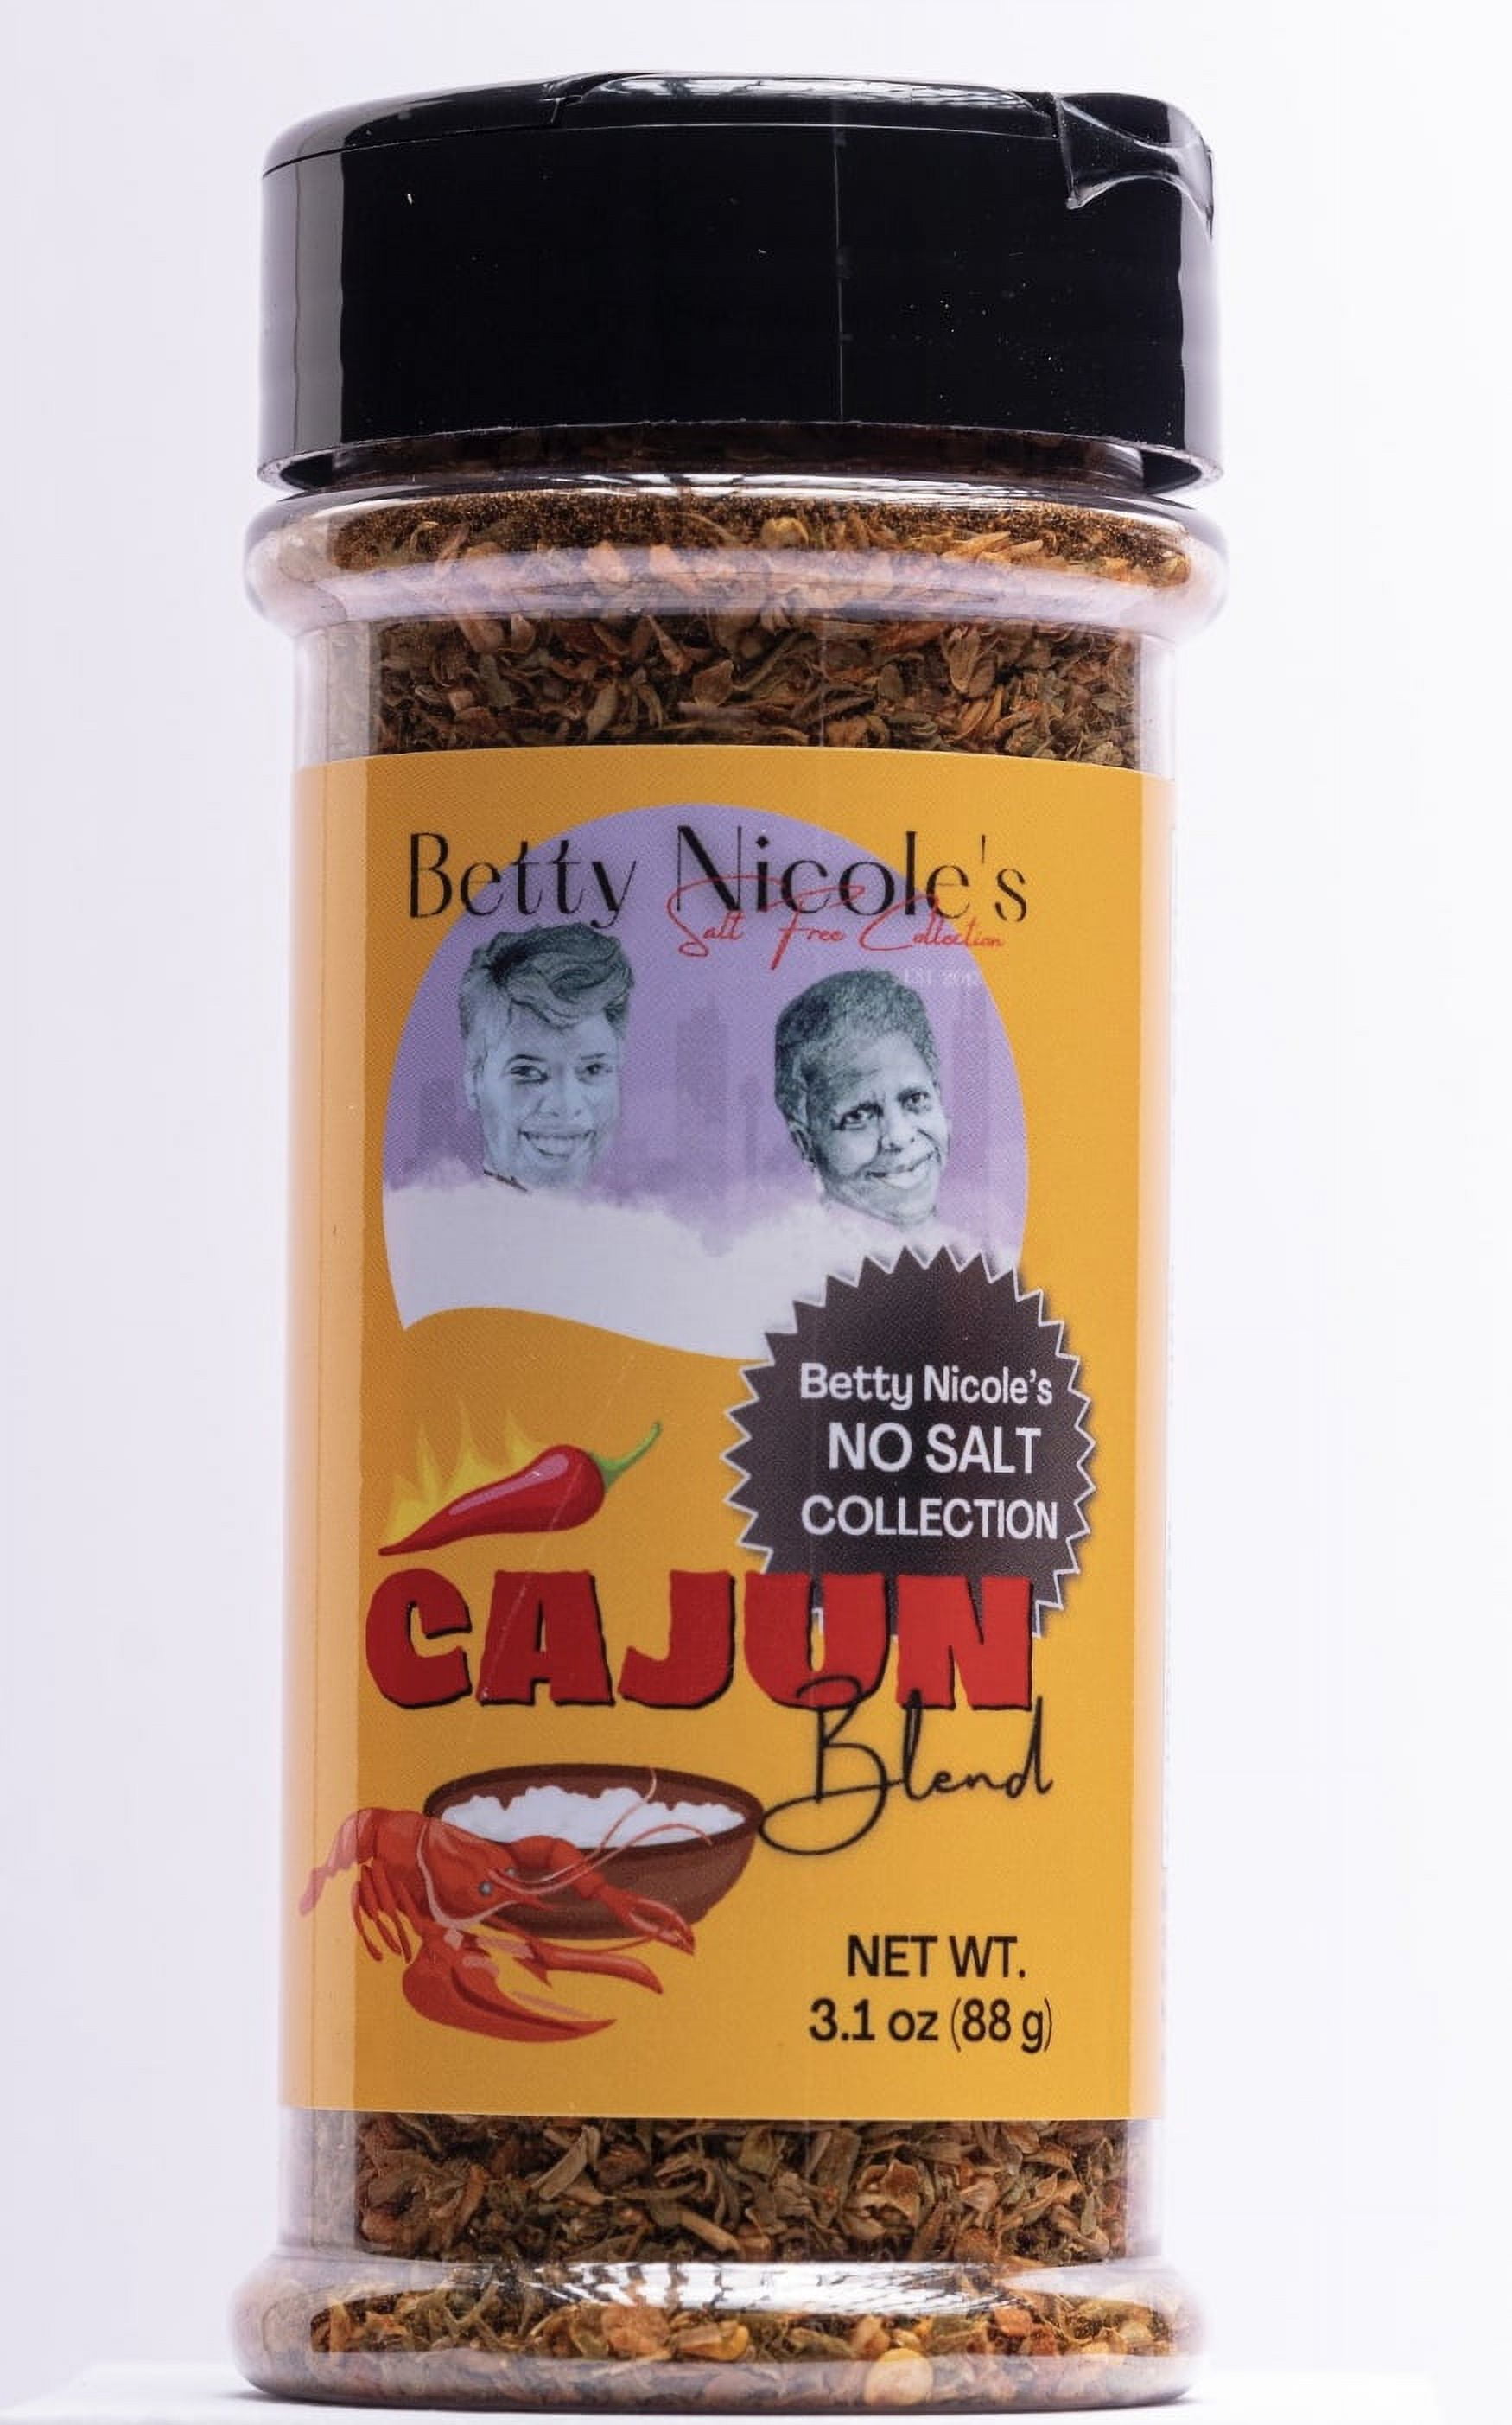 Betty Nicole's
Salt Free Collection
Betty Nicole's
NO SALT
COLLECTION
CAJUN
Blend
NET WT.
3.1 oz (88 g)